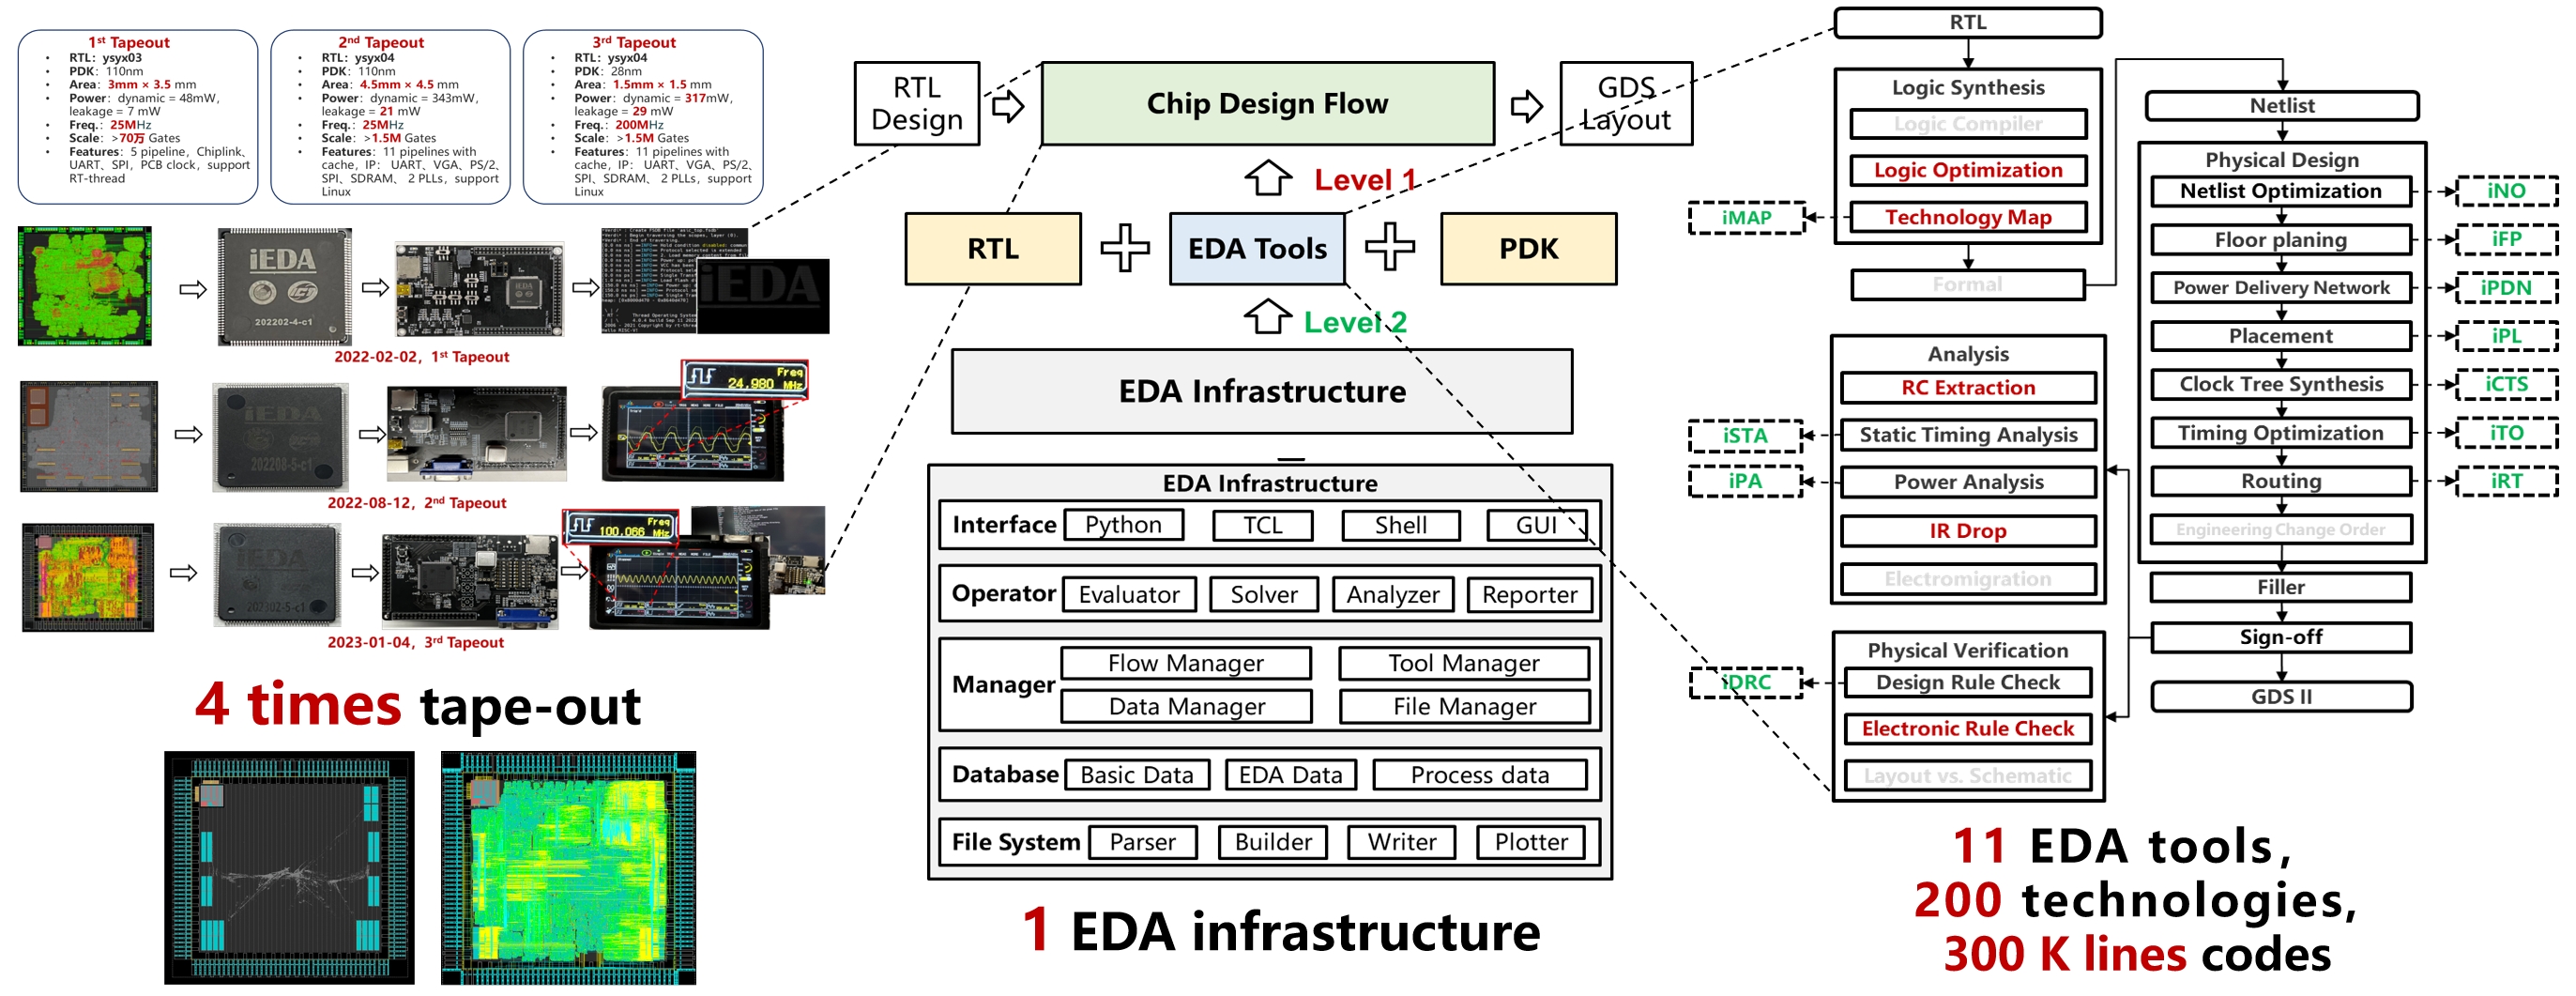 1st Tapeout
• RTL: ysyx03
• PDK: 110nm
• Area: 3mm × 3.5 mm
• Power: dynamic = 48mW,
leakage = 7 mW
• Freq.: 25MHz
• Scale: >70万 Gates
• Features: 5 pipeline, Chiplink、
UART、SPI, PCB clock, support
RT-thread
2nd Tapeout
• RTL: ysyx04
• PDK: 110nm
• Area: 4.5mm × 4.5 mm
• Power: dynamic = 343mW,
leakage = 21 mW
• Freq.: 25MHz
• Scale: >1.5M Gates
• Features: 11 pipelines with
cache, IP: UART、VGA、PS/2、
SPI、SDRAM、 2 PLLs, support
Linux
3rd Tapeout
• RTL: ysyx04
• PDK: 28nm
• Area: 1.5mm × 1.5 mm
• Power: dynamic = 317mW,
leakage = 29 mW
• Freq.: 200MHz
• Scale: >1.5M Gates
• Features: 11 pipelines with
cache, IP: UART、VGA、PS/2、
SPI、SDRAM、 2 PLLs, support
Linux
iEDA
202202-4-c1
iEDA
iEDA
2022-02-02, 1st Tapeout
iEDA
202208-5-c1
Freq
24.980 MHz
2022-08-12, 2nd Tapeout
iEDA
202302-5-c1
Freq
100.066 MHz
2023-01-04, 3rd Tapeout
4 times tape-out
RTL
Design
Chip Design Flow
GDS
Layout
Level 1
RTL
EDA Tools
PDK
Level 2
EDA Infrastructure
EDA Infrastructure
Interface Python TCL Shell GUI
Operator Evaluator Solver Analyzer Reporter
Manager
Flow Manager Tool Manager
Data Manager File Manager
Database Basic Data EDA Data Process data
File System Parser Builder Writer Plotter
1 EDA infrastructure
RTL
Logic Synthesis
Logic Compiler
Logic Optimization
iMAP
Technology Map
Formal
Analysis
RC Extraction
iSTA
Static Timing Analysis
iPA
Power Analysis
IR Drop
Electromigration
Physical Verification
iDRC
Design Rule Check
Electronic Rule Check
Layout vs. Schematic
Netlist
Physical Design
Netlist Optimization
iNO
Floor planing
iFP
Power Delivery Network
iPDN
Placement
iPL
Clock Tree Synthesis
iCTS
Timing Optimization
iTO
Routing
iRT
Engineering Change Order
Filler
Sign-off
GDS II
11 EDA tools,
200 technologies,
300 K lines codes